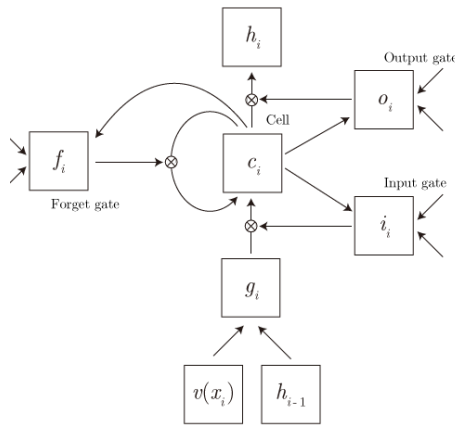 h_i
Output gate
⊗
o_i
Cell
f_i
⊗
c_i
Forget gate
Input gate
⊗
i_i
g_i
v(x_i)
h_{i-1}